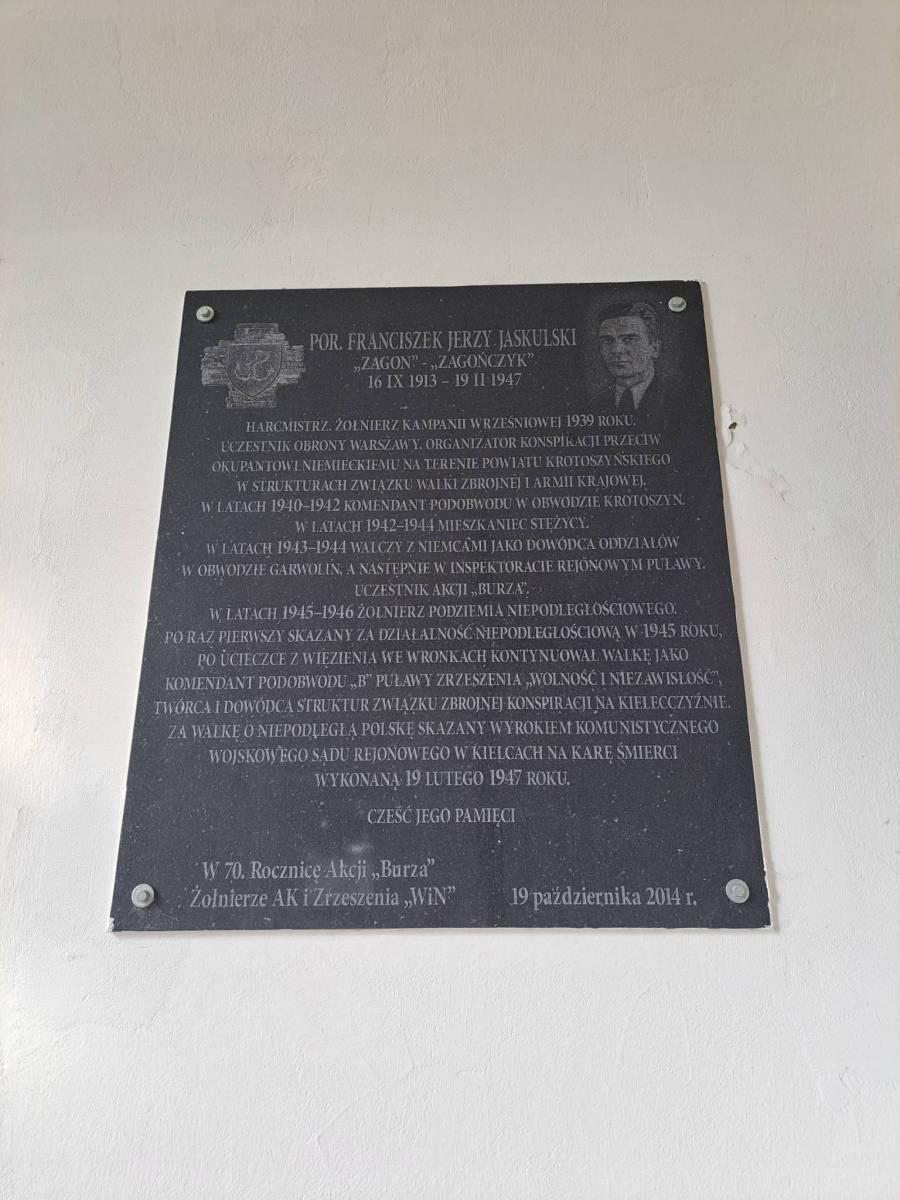 POR. FRANCISZEK JERZY JASKULSKI
„ZAGON” - „ZAGOŃCZYK”
16 IX 1913 – 19 II 1947
HARCMISTRZ. ŻOŁNIERZ KAMPANII WRZEŚNIOWEJ 1939 ROKU.
UCZESTNIK OBRONY WARSZAWY. ORGANIZATOR KONSPIRACJI PRZECIW
OKUPANTOWI NIEMIECKIEMU NA TERENIE POWIATU KROTOSZYŃSKIEGO
W STRUKTURACH ZWIĄZKU WALKI ZBROJNEJ I ARMII KRAJOWEJ.
W LATACH 1940–1942 KOMENDANT PODOBWODU W OBWODZIE KROTOSZYN.
W LATACH 1942–1944 MIESZKANIEC STĘŻYCY.
W LATACH 1943–1944 WALCZY Z NIEMCAMI JAKO DOWÓDCA ODDZIAŁÓW
W OBWODZIE GARWOLIN, A NASTĘPNIE W INSPEKTORACIE REJONOWYM PUŁAWY.
UCZESTNIK AKCJI „BURZA”.
W LATACH 1945–1946 ŻOŁNIERZ PODZIEMIA NIEPODLEGŁOŚCIOWEGO.
PO RAZ PIERWSZY SKAZANY ZA DZIAŁALNOŚĆ NIEPODLEGŁOŚCIOWĄ W 1945 ROKU,
PO UCIECZCE Z WIĘZIENIA WE WRONKACH KONTYNUOWAŁ WALKĘ JAKO
KOMENDANT PODOBWODU „B” PUŁAWY ZRZESZENIA „WOLNOŚĆ I NIEZAWISŁOŚĆ”,
TWÓRCA I DOWÓDCA STRUKTUR ZWIĄZKU ZBROJNEJ KONSPIRACJI NA KIELECCZYŹNIE.
ZA WALKĘ O NIEPODLEGŁĄ POLSKĘ SKAZANY WYROKIEM KOMUNISTYCZNEGO
WOJSKOWEGO SĄDU REJONOWEGO W KIELCACH NA KARĘ ŚMIERCI
WYKONANĄ 19 LUTEGO 1947 ROKU.
CZEŚĆ JEGO PAMIĘCI
W 70. Rocznicę Akcji „Burza”
Żołnierze AK i Zrzeszenia „WiN” 19 października 2014 r.